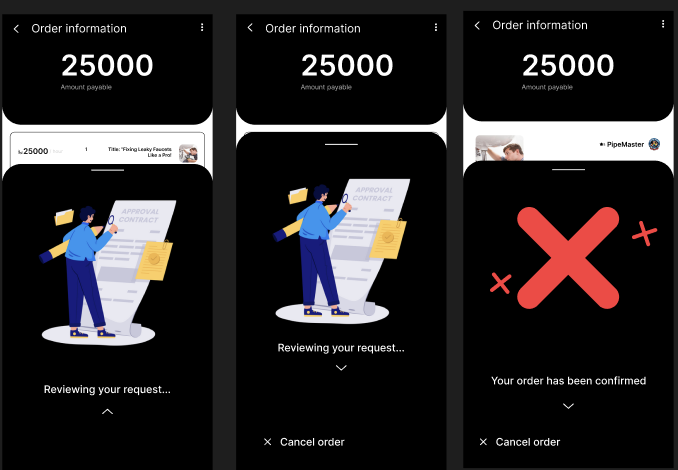 Order information
25000
Amount payable
25000
1
Title: "Fixing Leaky Faucets
Like a Pro!
APPROVAL
CONTRACT
Reviewing your request...
Order information
25000
Amount payable
APPROVAL
CONTRACT
Reviewing your request...
Cancel order
Order information
25000
Amount payable
PipeMaster
Your order has been confirmed
Cancel order